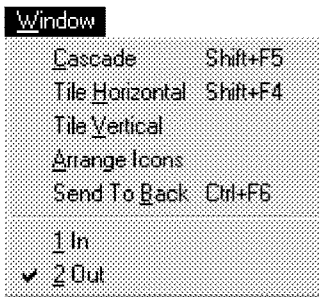 Window
Cascade Shift+F5
Tile Horizontal Shift+F4
Tile Vertical
Arrange Icons
Send To Back Ctrl+F6
1 In
✔ 2 Out